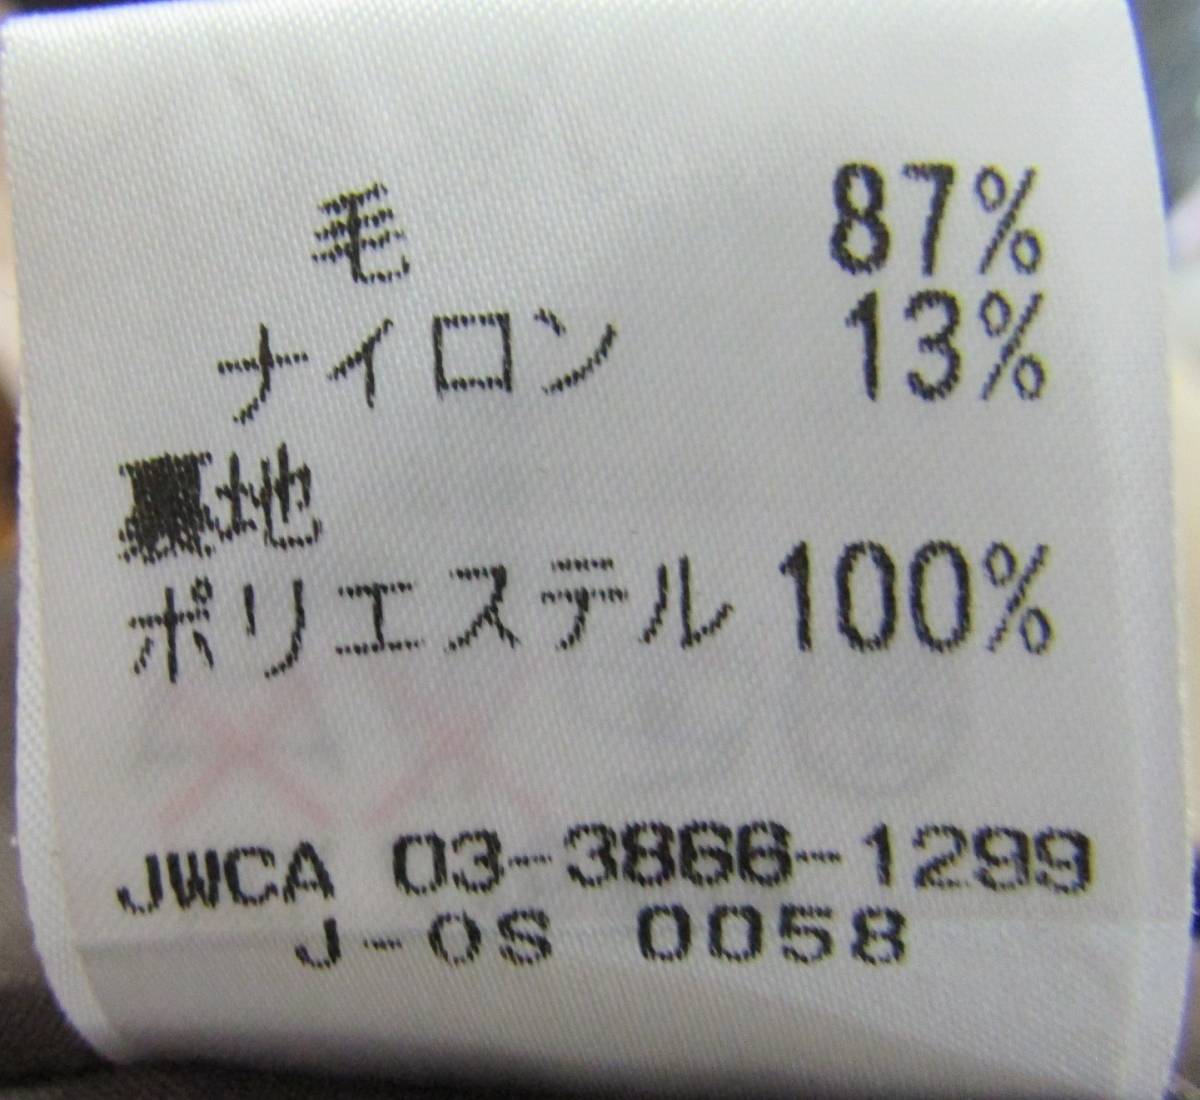 毛 87%
ナイロン 13%
裏地
ポリエステル 100%
JWCA 03-3866-1299
J-OS 0058